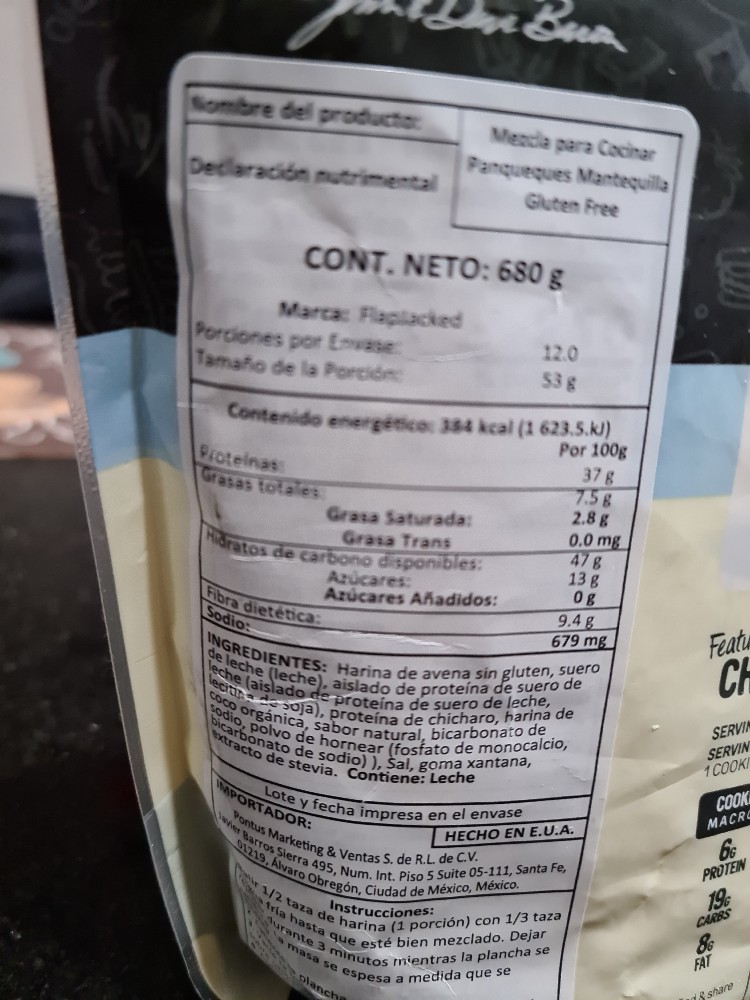 Nombre del producto:
Mezcla para Cocinar
Panqueques Mantequilla
Gluten Free
Declaración nutrimental
CONT. NETO: 680 g
Marca: Flaplacked
Porciones por Envase: 12.0
Tamaño de la Porción: 53 g
Contenido energético: 384 kcal (1 623.5.kJ)
Por 100g
Proteínas: 37 g
Grasas totales: 7.5 g
Grasa Saturada: 2.8 g
Grasa Trans 0.0 mg
Hidratos de carbono disponibles: 47 g
Azúcares: 13 g
Azúcares Añadidos: 0 g
Fibra dietética: 9.4 g
Sodio: 679 mg
INGREDIENTES: Harina de avena sin gluten, suero
de leche (leche), aislado de proteína de suero de
leche (aislado de proteína de suero de leche,
lecitina de soja), proteína de chicharo, harina de
coco orgánica, sabor natural, bicarbonato de
sodio, polvo de hornear (fosfato de monocalcio,
bicarbonato de sodio) ), Sal, goma xantana,
extracto de stevia. Contiene: Leche
Lote y fecha impresa en el envase
HECHO EN E.U.A.
IMPORTADOR:
Pontus Marketing & Ventas S. de R.L. de C.V.
Javier Barros Sierra 495, Num. Int. Piso 5 Suite 05-111, Santa Fe,
01219, Álvaro Obregón, Ciudad de México, México.
Instrucciones:
1/2 taza de harina (1 porción) con 1/3 taza
fría hasta que esté bien mezclado. Dejar
durante 3 minutos mientras la plancha se
masa se espesa a medida que se
plancha
Featu
CH
SERVIN
SERVIN
1 COOKI
COOK
MACRO
6G
PROTEIN
19G
CARBS
8G
FAT
& share